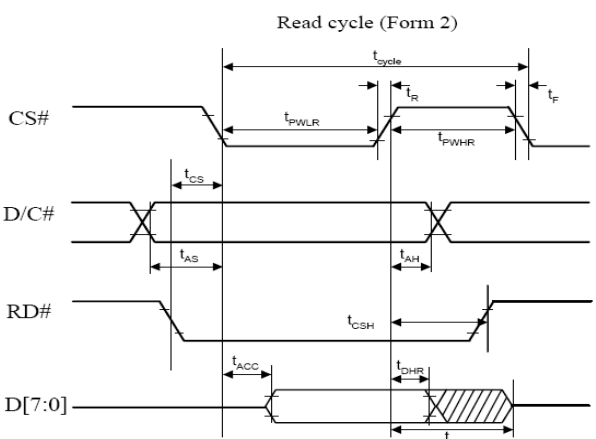 Read cycle (Form 2)
tcycle
tR
tF
CS#
tPWLR
tPWHR
tCS
D/C#
tAS
tAH
RD#
tCSH
tACC
tDHR
D[7:0]
t